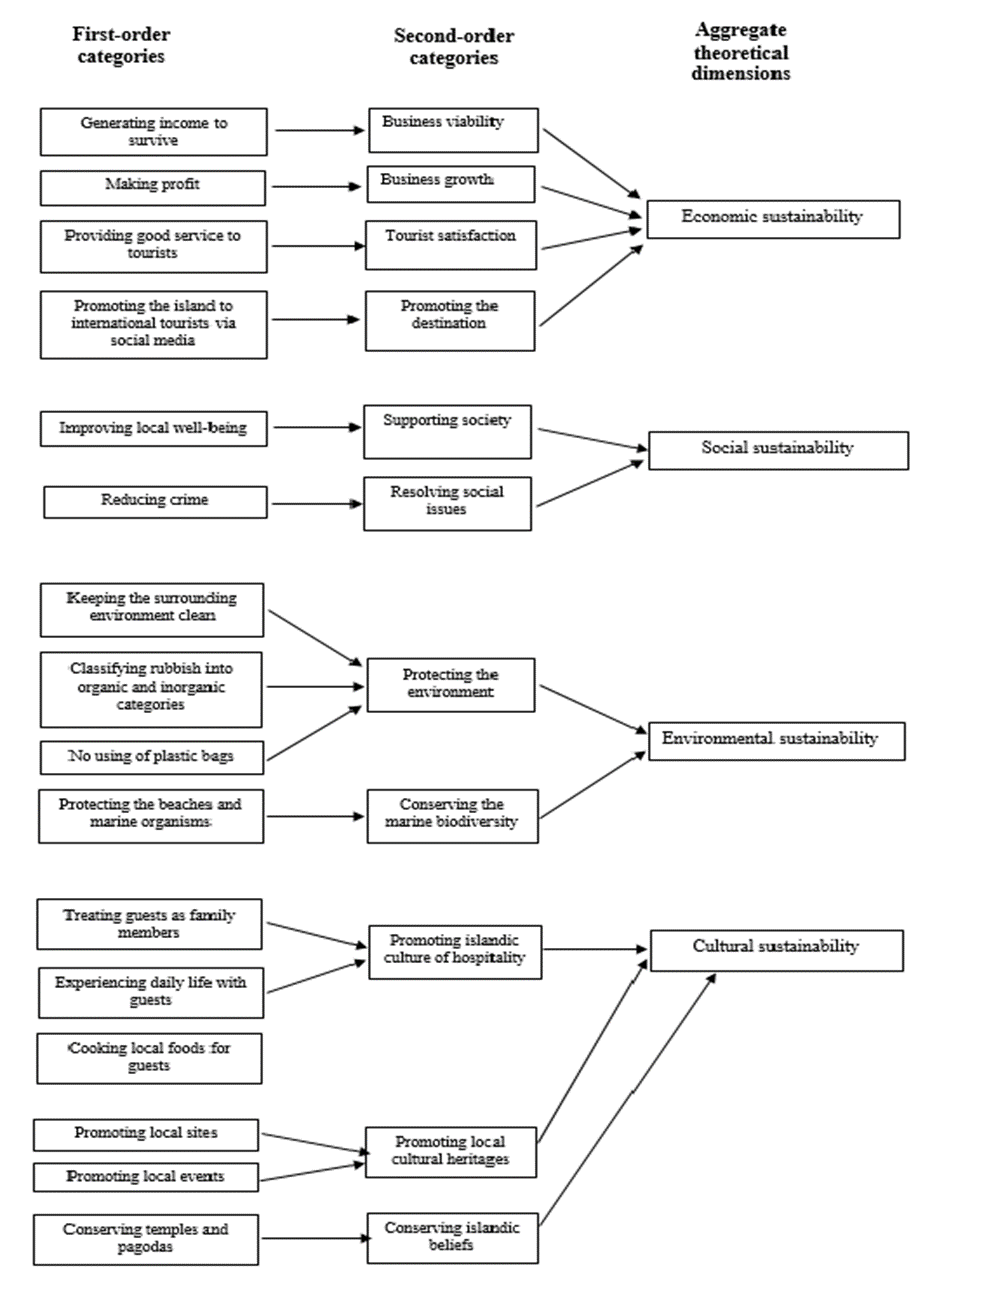 First-order
categories
Second-order
categories
Aggregate
theoretical
dimensions
Generating income to
survive
Business viability
Making profit
Business growth
Economic sustainability
Providing good service to
tourists
Tourist satisfaction
Promoting the island to
international tourists via
social media
Promoting the
destination
Improving local well-being
Supporting society
Social sustainability
Reducing crime
Resolving social
issues
Keeping the surrounding
environment clean
Classifying rubbish into
organic and inorganic
categories
Protecting the
environment
No using of plastic bags
Environmental sustainability
Protecting the beaches and
marine organisms
Conserving the
marine biodiversity
Treating guests as family
members
Promoting islandic
culture of hospitality
Cultural sustainability
Experiencing daily life with
guests
Cooking local foods for
guests
Promoting local sites
Promoting local
cultural heritages
Promoting local events
Conserving temples and
pagodas
Conserving islandic
beliefs